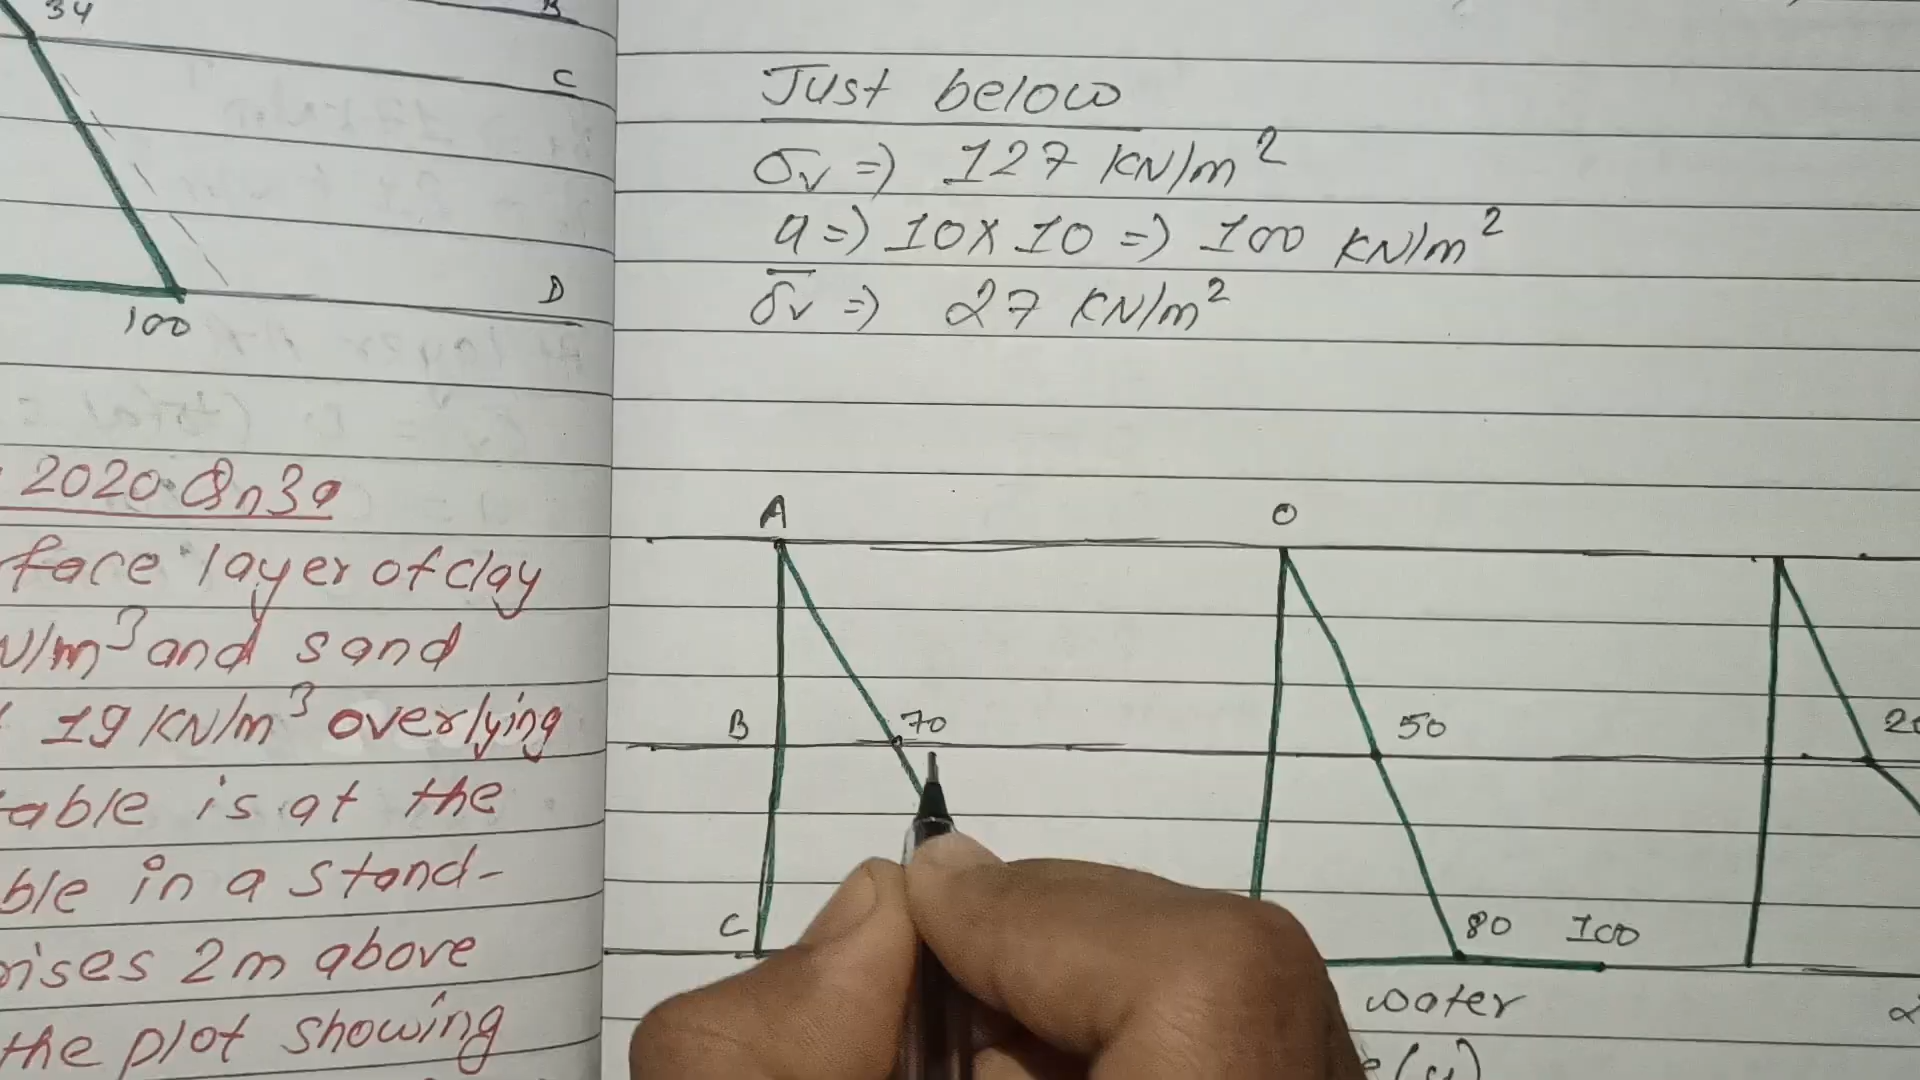 34
B
C
D
100
2020 Qn3a
face layer of clay
N/m³ and sand
19 KN/m³ overlying
table is at the
ble in a stand-
rises 2m above
the plot showing
Just below
σv => 127 KN/m²
u => 10 x 10 => 100 KN/m²
σ̅v => 27 KN/m²
A O
B 70 50 20
C 80 100
water
(u)